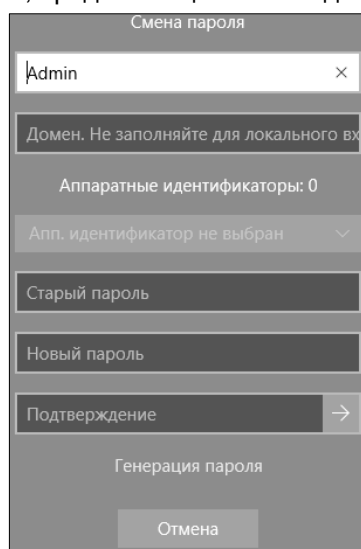 Смена пароля
Admin
Домен. Не заполняйте для локального вх
Аппаратные идентификаторы: 0
Апп. идентификатор не выбран
Старый пароль
Новый пароль
Подтверждение
Генерация пароля
Отмена